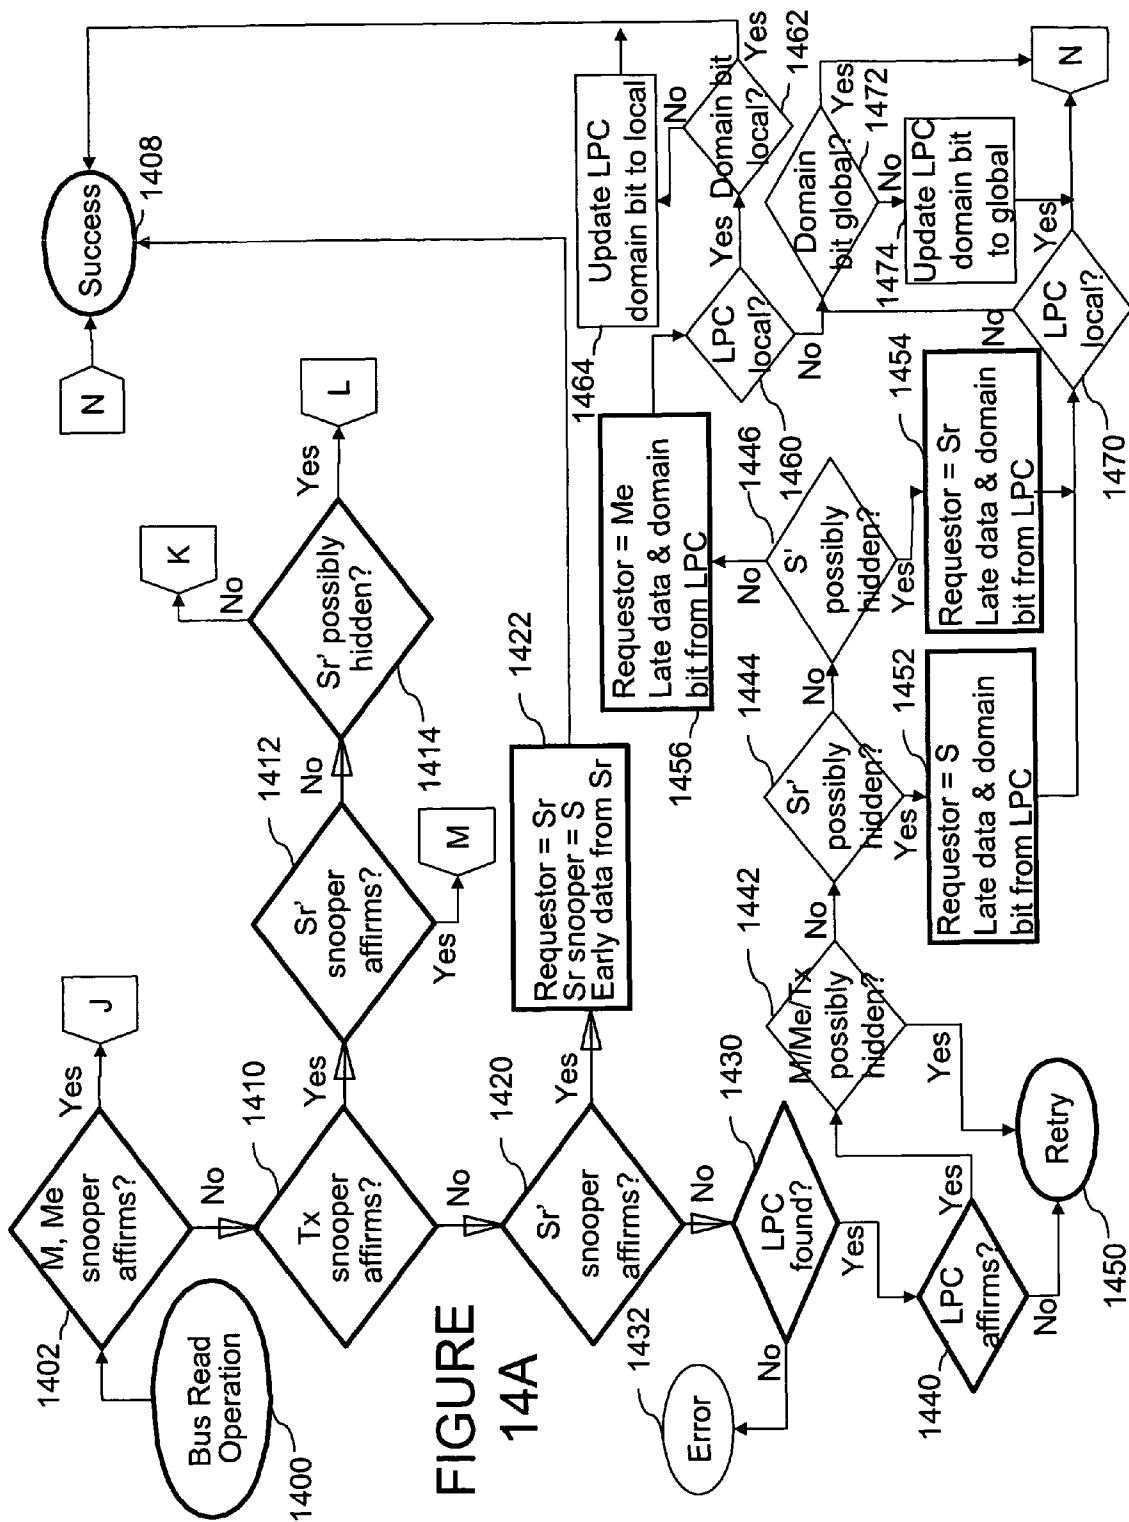 Bus Read
Operation
1400
1402
M, Me
snooper
affirms?
Yes
J
No
1410
Tx
snooper
affirms?
Yes
1412
Sr'
snooper
affirms?
Yes
M
No
1414
Sr' possibly
hidden?
No
K
Yes
L
N
Success
1408
No
1420
Sr'
snooper
affirms?
Yes
1422
Requestor = Sr
Sr snooper = S
Early data from Sr
No
1430
LPC
found?
No
1432
Error
Yes
1440
LPC
affirms?
No
1450
Retry
Yes
1442
M/Me/Tx
possibly
hidden?
Yes
No
1444
Sr'
possibly
hidden?
Yes
1452
Requestor = S
Late data & domain
bit from LPC
No
1446
S'
possibly
hidden?
Yes
1454
Requestor = Sr
Late data & domain
bit from LPC
No
1456
Requestor = Me
Late data & domain
bit from LPC
1460
LPC
local?
Yes
No
1462
Domain bit
local?
Yes
No
1464
Update LPC
domain bit to local
1470
LPC
local?
No
Yes
1472
Domain
bit global?
Yes
No
1474
Update LPC
domain bit
to global
N
FIGURE
14A